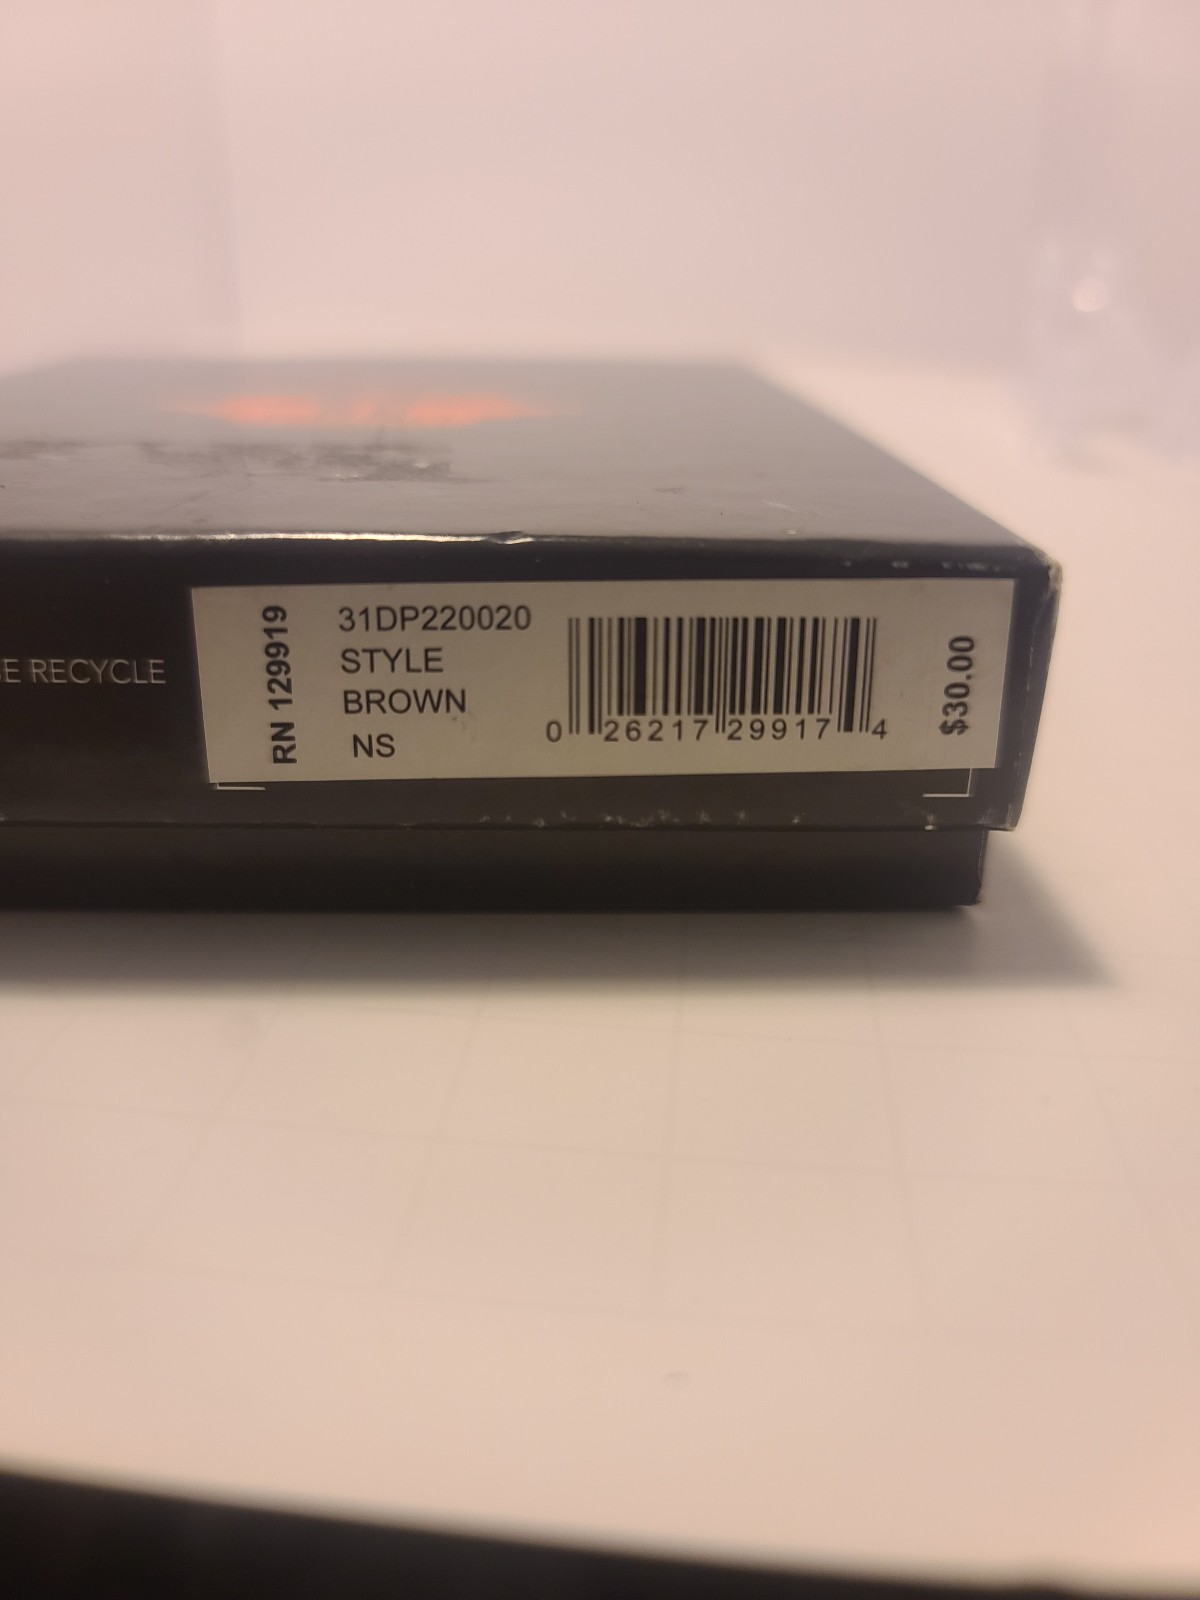 E RECYCLE
RN 129919
31DP220020
STYLE
BROWN
NS
0 26217 29917 4
$30.00